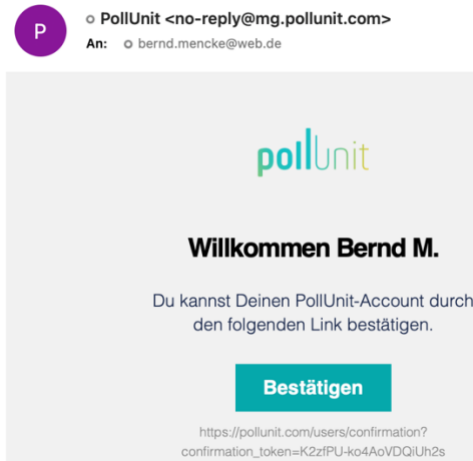 P
PollUnit <no-reply@mg.pollunit.com>
An: bernd.mencke@web.de
pollUnit
Willkommen Bernd M.
Du kannst Deinen PollUnit-Account durch
den folgenden Link bestätigen.
Bestätigen
https://pollunit.com/users/confirmation?
confirmation_token=K2zfPU-ko4AoVDQiUh2s